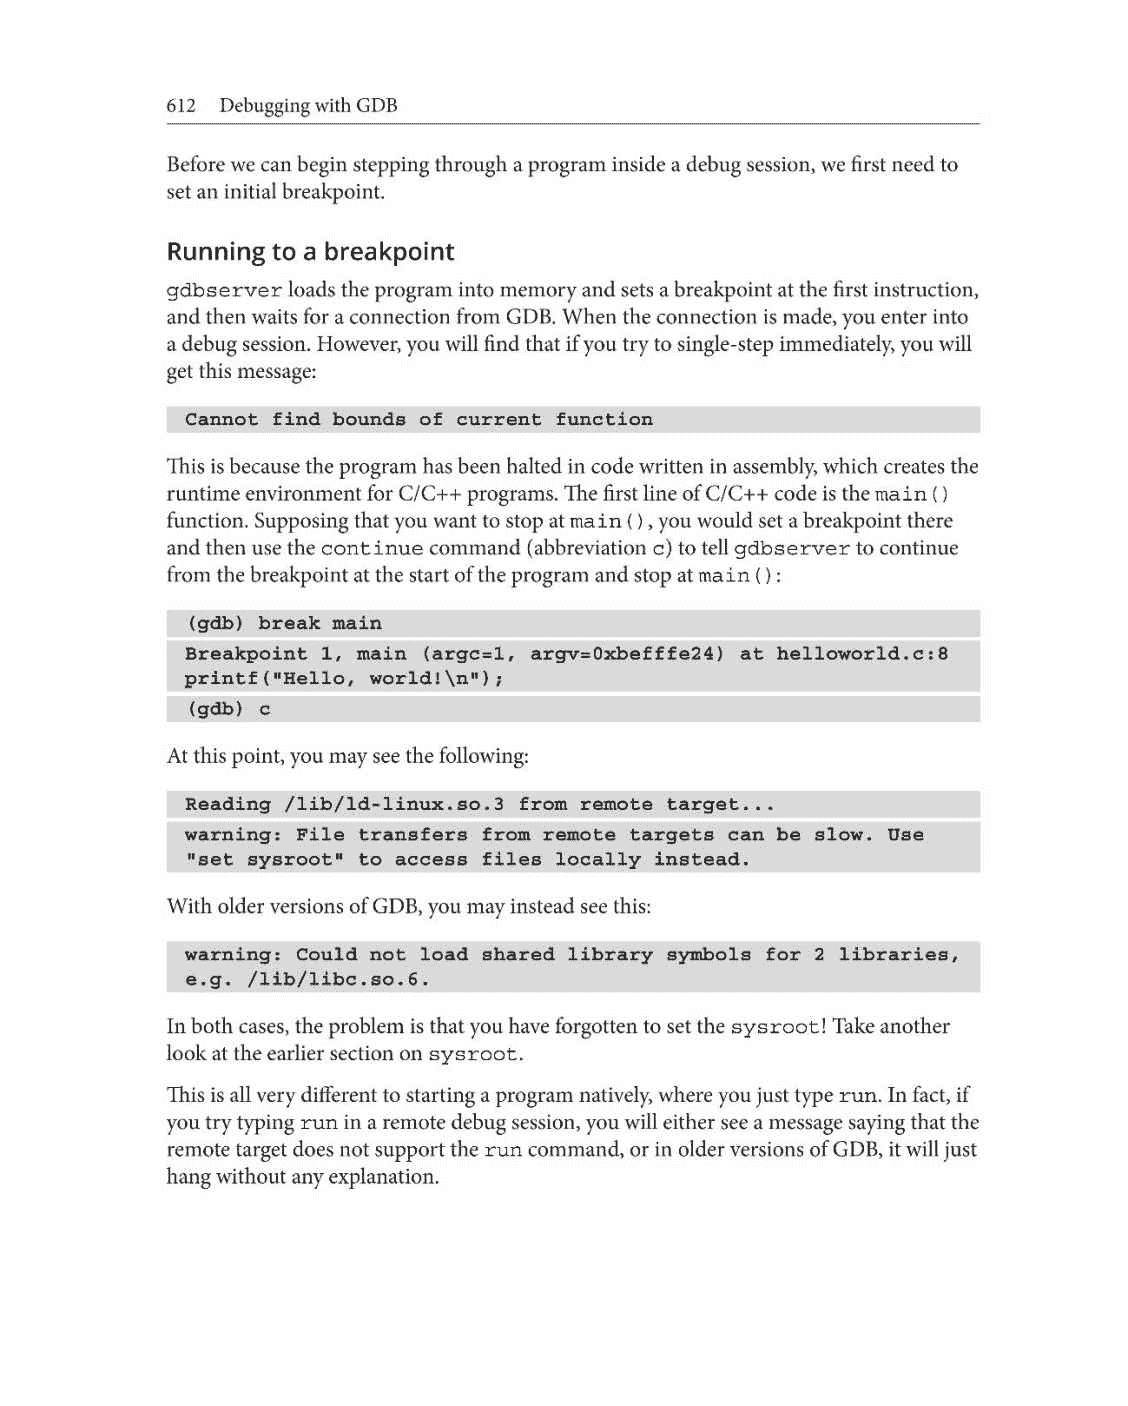 612 Debugging with GDB
Before we can begin stepping through a program inside a debug session, we first need to
set an initial breakpoint.
Running to a breakpoint
gdbserver loads the program into memory and sets a breakpoint at the first instruction,
and then waits for a connection from GDB. When the connection is made, you enter into
a debug session. However, you will find that if you try to single-step immediately, you will
get this message:
Cannot find bounds of current function
This is because the program has been halted in code written in assembly, which creates the
runtime environment for C/C++ programs. The first line of C/C++ code is the main()
function. Supposing that you want to stop at main(), you would set a breakpoint there
and then use the continue command (abbreviation c) to tell gdbserver to continue
from the breakpoint at the start of the program and stop at main():
(gdb) break main
Breakpoint 1, main (argc=1, argv=0xbefffe24) at helloworld.c:8
printf("Hello, world!\n");
(gdb) c
At this point, you may see the following:
Reading /lib/ld-linux.so.3 from remote target...
warning: File transfers from remote targets can be slow. Use
"set sysroot" to access files locally instead.
With older versions of GDB, you may instead see this:
warning: Could not load shared library symbols for 2 libraries,
e.g. /lib/libc.so.6.
In both cases, the problem is that you have forgotten to set the sysroot! Take another
look at the earlier section on sysroot.
This is all very different to starting a program natively, where you just type run. In fact, if
you try typing run in a remote debug session, you will either see a message saying that the
remote target does not support the run command, or in older versions of GDB, it will just
hang without any explanation.